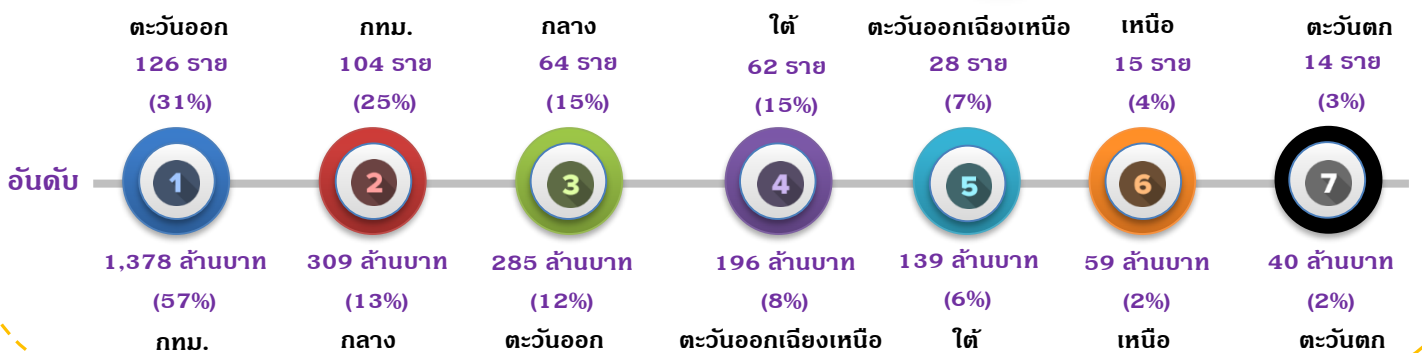 ตะวันออก กทม. กลาง ใต้ ตะวันออกเฉียงเหนือ เหนือ ตะวันตก
126 ราย 104 ราย 64 ราย 62 ราย 28 ราย 15 ราย 14 ราย
(31%) (25%) (15%) (15%) (7%) (4%) (3%)
อันดับ 1 2 3 4 5 6 7
1,378 ล้านบาท 309 ล้านบาท 285 ล้านบาท 196 ล้านบาท 139 ล้านบาท 59 ล้านบาท 40 ล้านบาท
(57%) (13%) (12%) (8%) (6%) (2%) (2%)
กทม. กลาง ตะวันออก ตะวันออกเฉียงเหนือ ใต้ เหนือ ตะวันตก